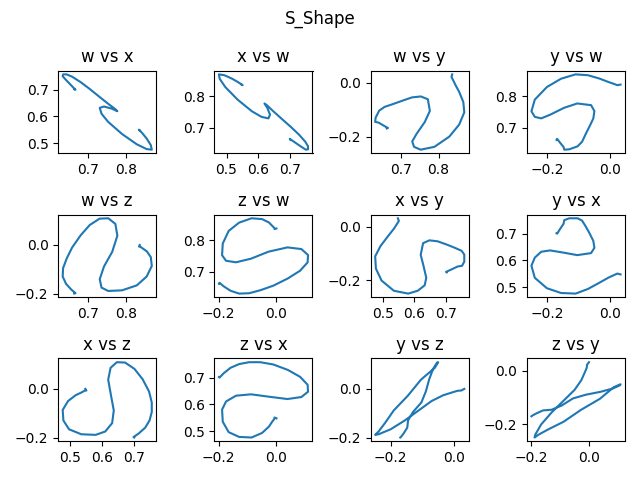 S_Shape
w vs x
x vs w
w vs y
y vs w
0.7
0.6
0.5
0.7 0.8
0.8
0.7
0.5 0.6 0.7
0.0
−0.2
0.7 0.8
0.8
0.7
−0.2 0.0
w vs z
z vs w
x vs y
y vs x
0.0
−0.2
0.7 0.8
0.8
0.7
−0.2 0.0
0.0
−0.2
0.5 0.6 0.7
0.7
0.6
0.5
−0.2 0.0
x vs z
z vs x
y vs z
z vs y
0.0
−0.2
0.5 0.6 0.7
0.7
0.6
0.5
−0.2 0.0
0.0
−0.2
−0.2 0.0
0.0
−0.2
−0.2 0.0